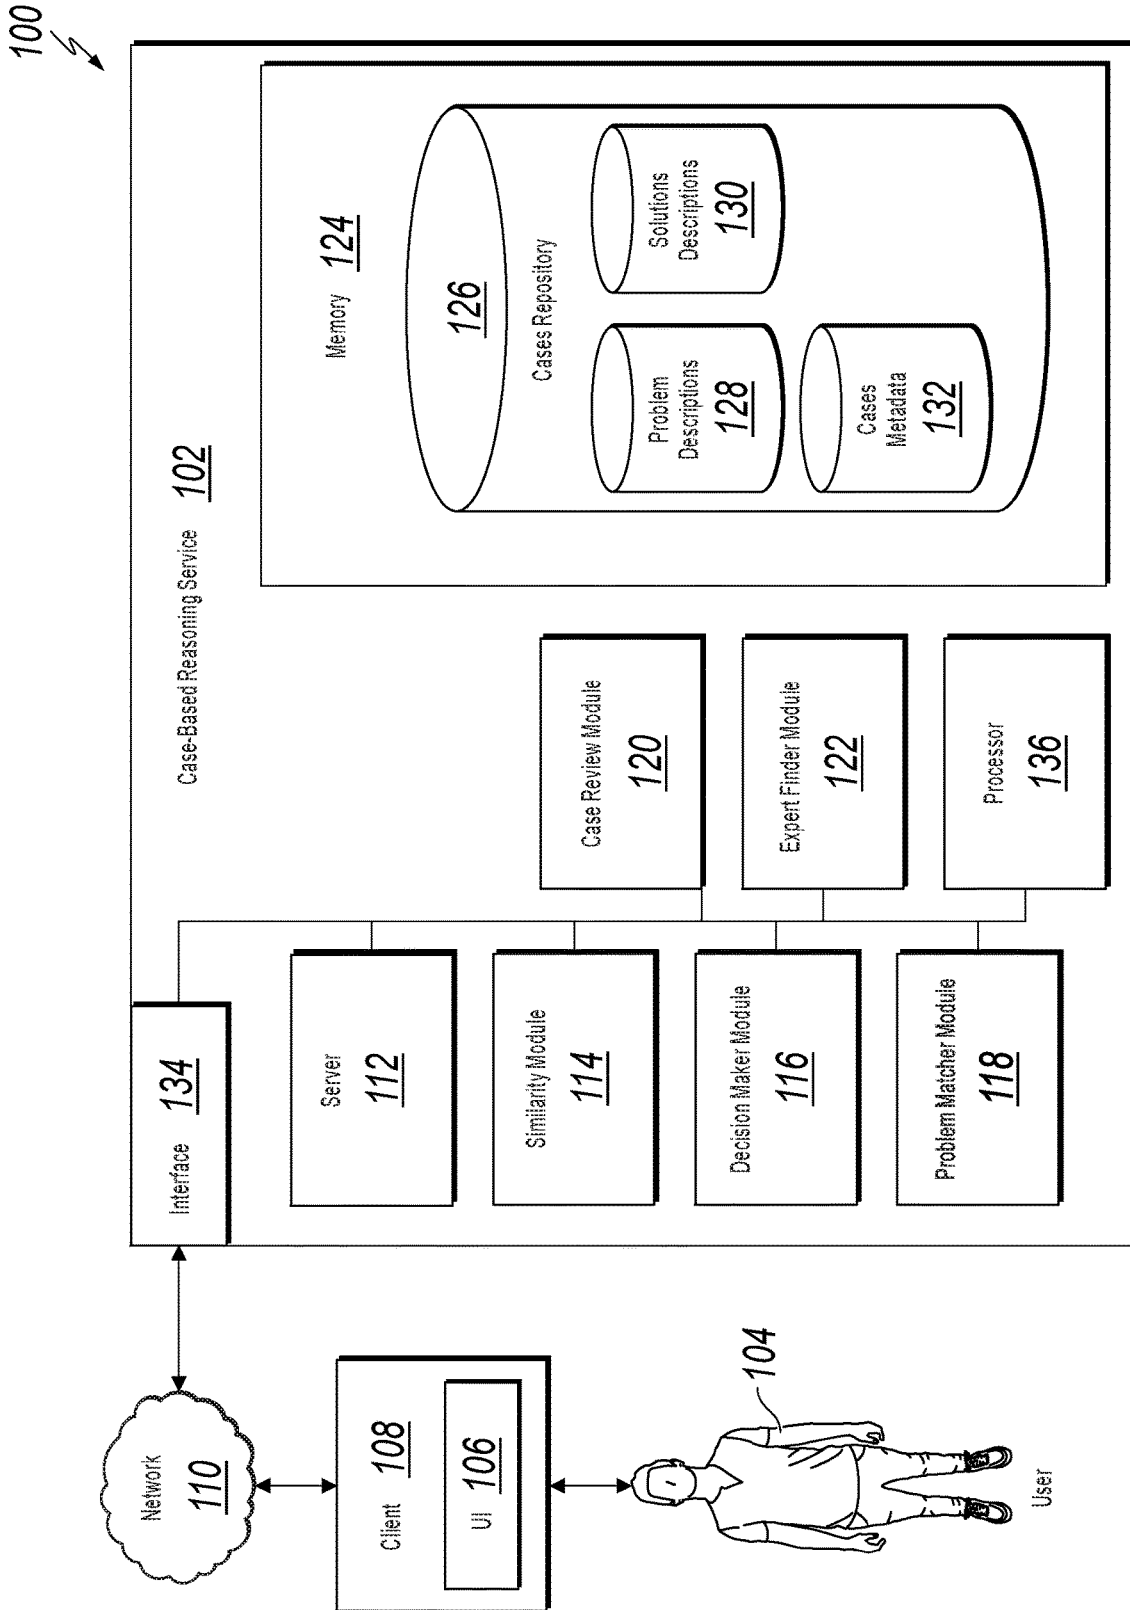 100
Case-Based Reasoning Service 102
Memory 124
126
Cases Repository
Problem
Descriptions
128
Solutions
Descriptions
130
Cases
Metadata
132
Network
110
Interface 134
Client 108
UI 106
104
User
Server
112
Similarity Module
114
Decision Maker Module
116
Problem Matcher Module
118
Case Review Module
120
Expert Finder Module
122
Processor
136